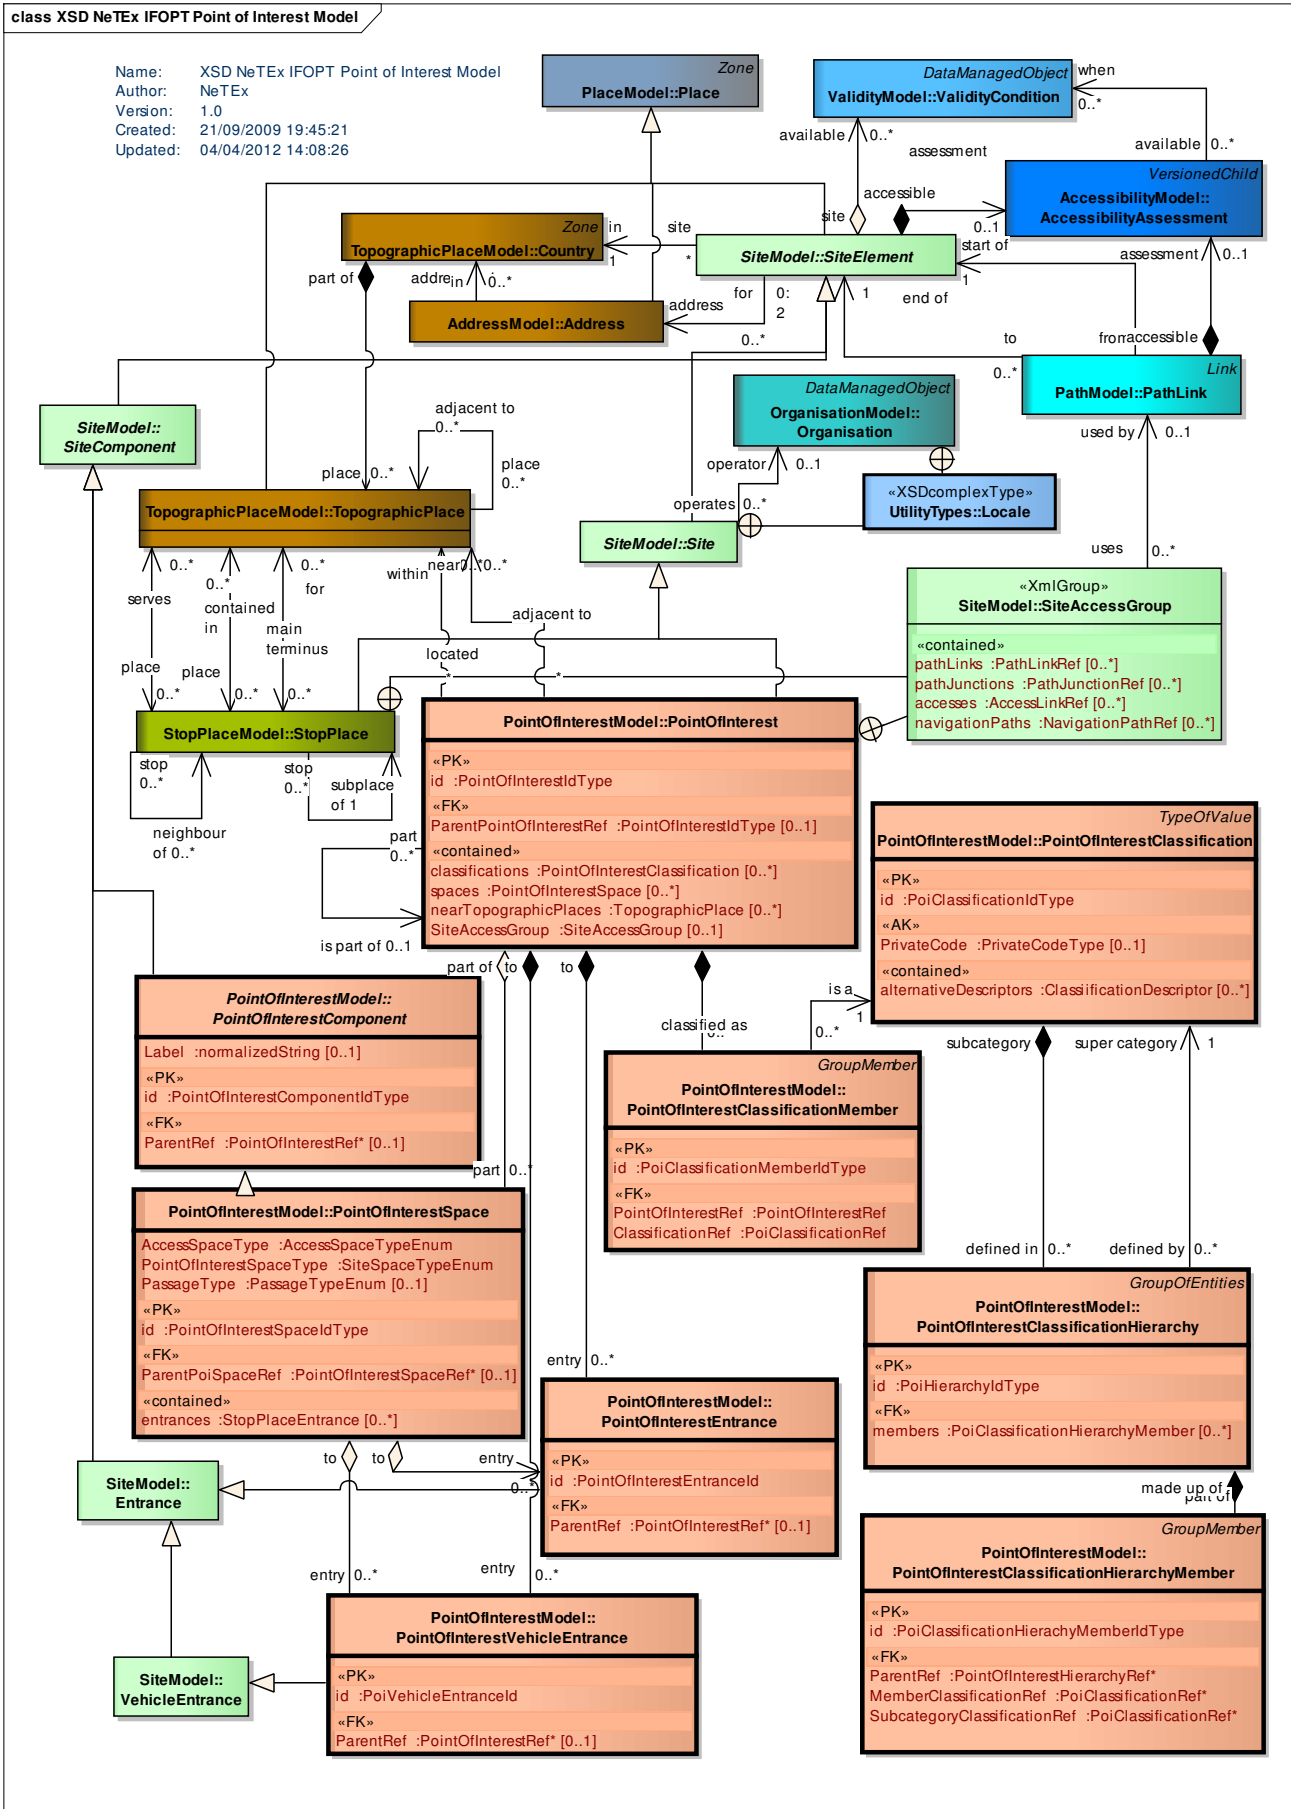 class XSD NeTEx IFOPT Point of Interest Model
Name: XSD NeTEx IFOPT Point of Interest Model
Author: NeTEx
Version: 1.0
Created: 21/09/2009 19:45:21
Updated: 04/04/2012 14:08:26
Zone
PlaceModel::Place
DataManagedObject
ValidityModel::ValidityCondition
when
0..*
available
0..*
assessment
available 0..*
VersionedChild
AccessibilityModel::
AccessibilityAssessment
accessible
0..1
site
Zone
TopographicPlaceModel::Country
in
1
site
*
SiteModel::SiteElement
start of
1
end of
assessment
0..1
part of
addre
in
0..*
AddressModel::Address
address
for
0:
2
0..*
1
to
0..*
from
accessible
Link
PathModel::PathLink
DataManagedObject
OrganisationModel::
Organisation
used by
0..1
SiteModel::
SiteComponent
adjacent to
0..*
place
0..*
place 0..*
operator
0..1
«XSDcomplexType»
UtilityTypes::Locale
TopographicPlaceModel::TopographicPlace
operates 0..*
SiteModel::Site
uses
0..*
0..*
0..*
0..*
serves
contained
in
for
main
terminus
within
near
0..*
0..*
adjacent to
located
«XmlGroup»
SiteModel::SiteAccessGroup
«contained»
pathLinks :PathLinkRef [0..*]
pathJunctions :PathJunctionRef [0..*]
accesses :AccessLinkRef [0..*]
navigationPaths :NavigationPathRef [0..*]
place
0..*
place
0..*
0..*
*
*
StopPlaceModel::StopPlace
stop
0..*
stop
0..*
subplace
of 1
neighbour
of 0..*
PointOfInterestModel::PointOfInterest
«PK»
id :PointOfInterestIdType
«FK»
ParentPointOfInterestRef :PointOfInterestIdType [0..1]
«contained»
classifications :PointOfInterestClassification [0..*]
spaces :PointOfInterestSpace [0..*]
nearTopographicPlaces :TopographicPlace [0..*]
SiteAccessGroup :SiteAccessGroup [0..1]
part
0..*
is part of 0..1
TypeOfValue
PointOfInterestModel::PointOfInterestClassification
«PK»
id :PoiClassificationIdType
«AK»
PrivateCode :PrivateCodeType [0..1]
«contained»
alternativeDescriptors :ClassiificationDescriptor [0..*]
part of
to
to
is a
1
0..*
classified as
subcategory
super category
1
PointOfInterestModel::
PointOfInterestComponent
Label :normalizedString [0..1]
«PK»
id :PointOfInterestComponentIdType
«FK»
ParentRef :PointOfInterestRef* [0..1]
GroupMember
PointOfInterestModel::
PointOfInterestClassificationMember
«PK»
id :PoiClassificationMemberIdType
«FK»
PointOfInterestRef :PointOfInterestRef
ClassificationRef :PoiClassificationRef
part 0..*
PointOfInterestModel::PointOfInterestSpace
AccessSpaceType :AccessSpaceTypeEnum
PointOfInterestSpaceType :SiteSpaceTypeEnum
PassageType :PassageTypeEnum [0..1]
«PK»
id :PointOfInterestSpaceIdType
«FK»
ParentPoiSpaceRef :PointOfInterestSpaceRef* [0..1]
«contained»
entrances :StopPlaceEntrance [0..*]
defined in 0..*
defined by 0..*
GroupOfEntities
PointOfInterestModel::
PointOfInterestClassificationHierarchy
«PK»
id :PoiHierarchyIdType
«FK»
members :PoiClassificationHierarchyMember [0..*]
entry 0..*
PointOfInterestModel::
PointOfInterestEntrance
«PK»
id :PointOfInterestEntranceId
«FK»
ParentRef :PointOfInterestRef* [0..1]
to
to
entry
0..*
SiteModel::
Entrance
made up of
part of
GroupMember
PointOfInterestModel::
PointOfInterestClassificationHierarchyMember
«PK»
id :PoiClassificationHierachyMemberIdType
«FK»
ParentRef :PointOfInterestHierarchyRef*
MemberClassificationRef :PoiClassificationRef*
SubcategoryClassificationRef :PoiClassificationRef*
entry 0..*
entry
0..*
PointOfInterestModel::
PointOfInterestVehicleEntrance
«PK»
id :PoiVehicleEntranceId
«FK»
ParentRef :PointOfInterestRef* [0..1]
SiteModel::
VehicleEntrance